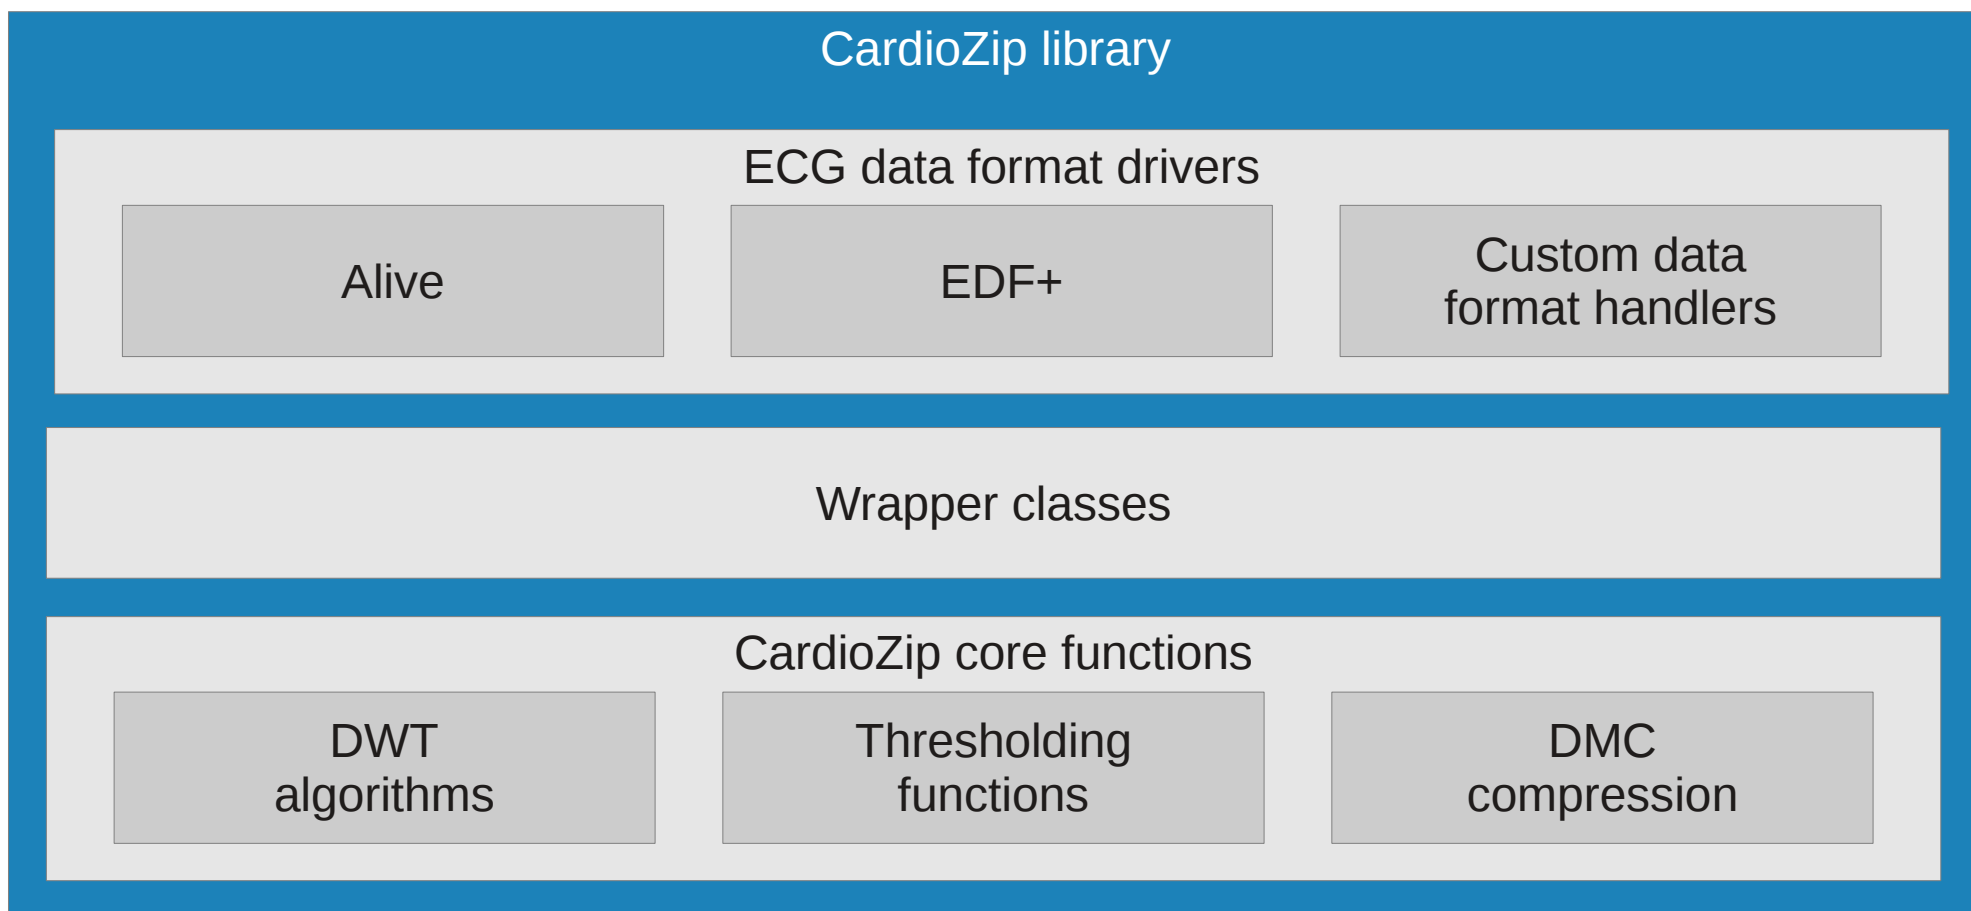 CardioZip library
ECG data format drivers
Alive
EDF+
Custom data
format handlers
Wrapper classes
CardioZip core functions
DWT
algorithms
Thresholding
functions
DMC
compression